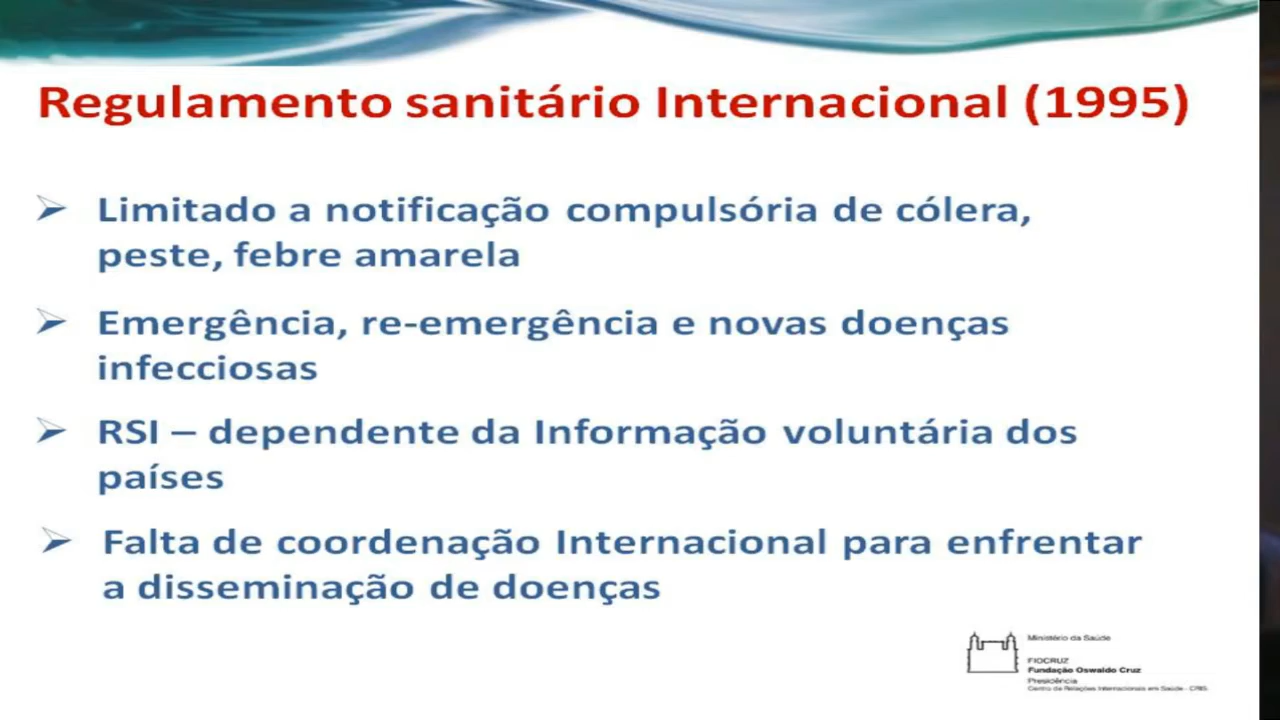 Regulamento sanitário Internacional (1995)
➢ Limitado a notificação compulsória de cólera,
peste, febre amarela
➢ Emergência, re-emergência e novas doenças
infecciosas
➢ RSI – dependente da Informação voluntária dos
países
➢ Falta de coordenação Internacional para enfrentar
a disseminação de doenças
Ministério da Saúde
FIOCRUZ
Fundação Oswaldo Cruz
Presidência
Centro de Relações Internacionais em Saúde - CRIS